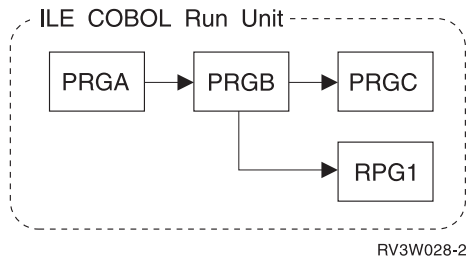 ILE COBOL Run Unit
PRGA
PRGB
PRGC
RPG1
RV3W028-2